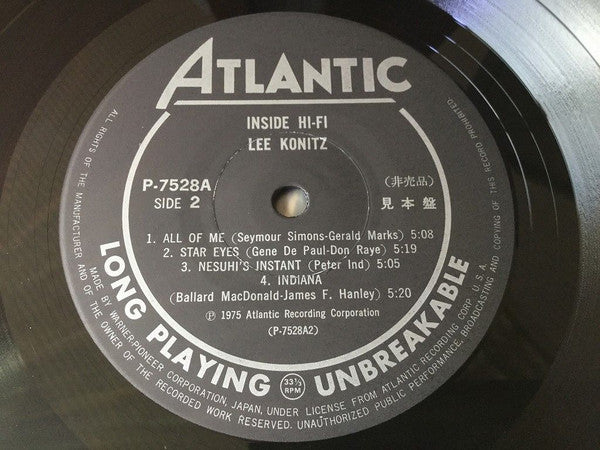 ATLANTIC
INSIDE HI-FI
LEE KONITZ
P-7528A
SIDE 2
(非売品)
見本盤
1. ALL OF ME (Seymour Simons-Gerald Marks) 5:08
2. STAR EYES (Gene De Paul-Don Raye) 5:19
3. NESUHI'S INSTANT (Peter Ind) 5:05
4. INDIANA
(Ballard MacDonald-James F. Hanley) 5:20
℗ 1975 Atlantic Recording Corporation
(P-7528A2)
LONG PLAYING 33⅓ RPM UNBREAKABLE
MADE BY WARNER-PIONEER CORPORATION, JAPAN, UNDER LICENSE FROM ATLANTIC RECORDING CORP. U.S.A.
ALL RIGHTS OF THE MANUFACTURER AND OF THE OWNER OF THE RECORDED WORK RESERVED. UNAUTHORIZED PUBLIC PERFORMANCE, BROADCASTING AND COPYING OF THIS RECORD PROHIBITED